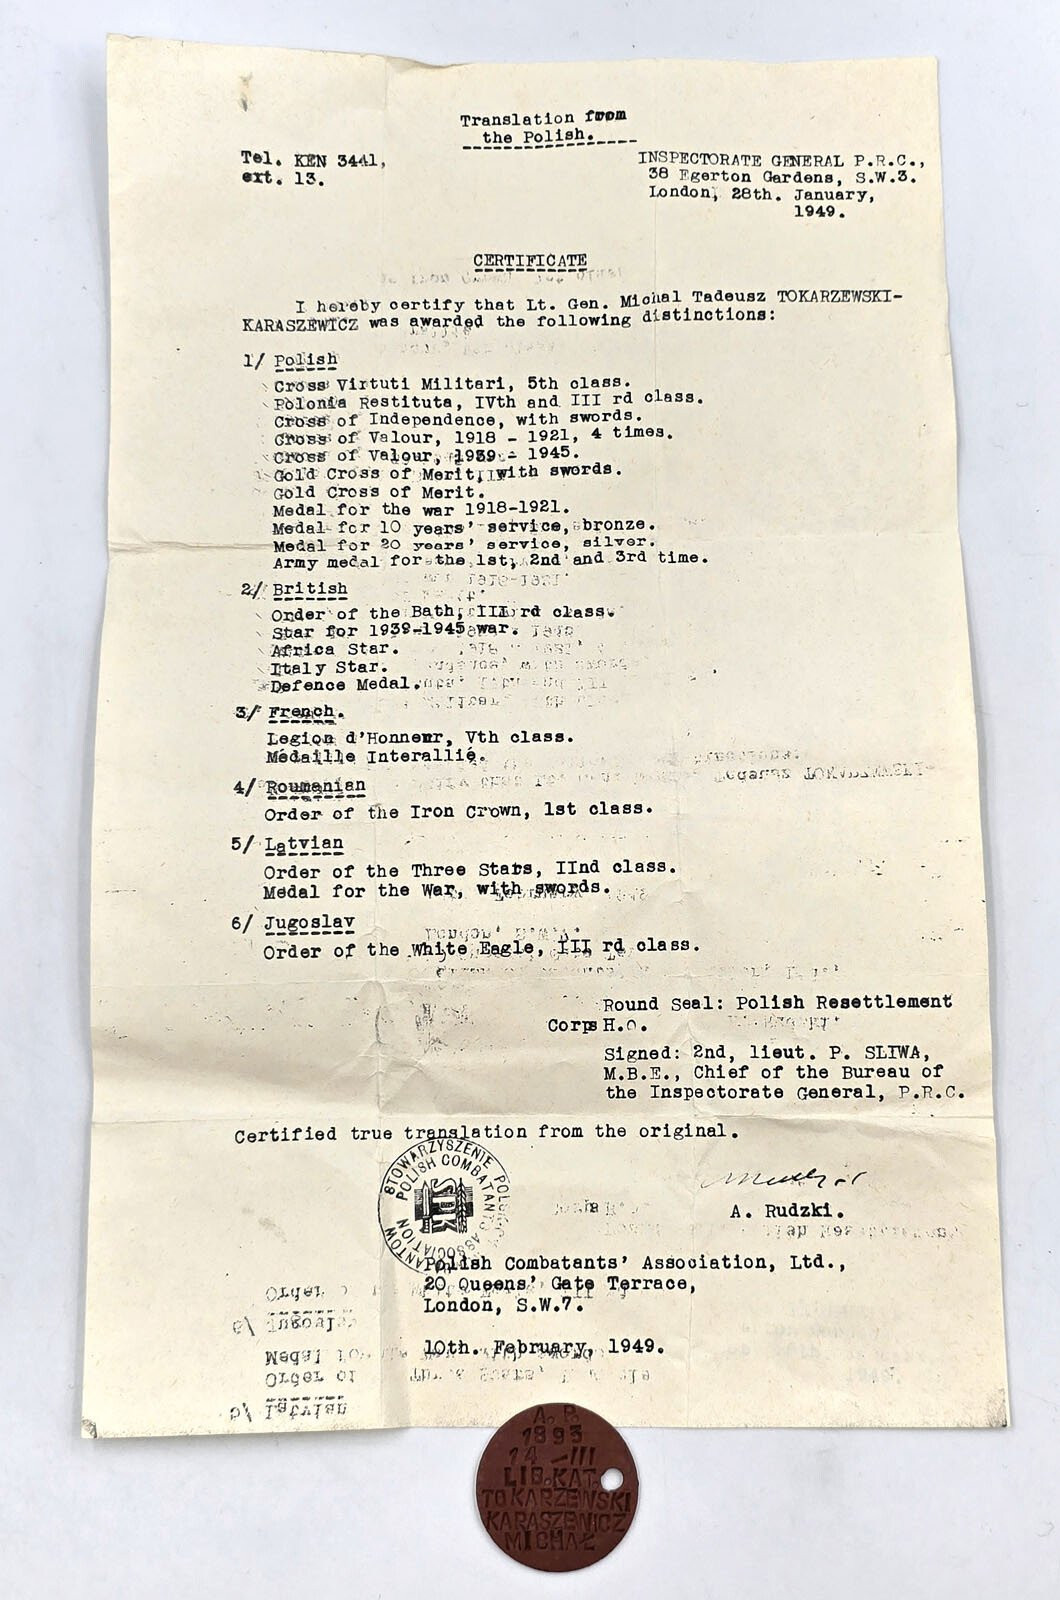 Translation from
the Polish.
Tel. KEN 3441,
ext. 13.
INSPECTORATE GENERAL P.R.C.,
38 Egerton Gardens, S.W.3.
London, 28th. January,
1949.
CERTIFICATE
I hereby certify that Lt. Gen. Michal Tadeusz TOKARZEWSKI-
KARASZEWICZ was awarded the following distinctions:
1/ Polish
Cross Virtuti Militari, 5th class.
Polonia Restituta, IVth and III rd class.
Cross of Independence, with swords.
Cross of Valour, 1918 - 1921, 4 times.
Cross of Valour, 1939 - 1945.
Gold Cross of Merit, with swords.
Gold Cross of Merit.
Medal for the war 1918-1921.
Medal for 10 years' service, bronze.
Medal for 20 years' service, silver.
Army medal for the 1st, 2nd and 3rd time.
2/ British
Order of the Bath, III rd class.
Star for 1939-1945 war.
Africa Star.
Italy Star.
Defence Medal.
3/ French.
Legion d'Honneur, Vth class.
Médaille Interallié.
4/ Roumanian
Order of the Iron Crown, 1st class.
5/ Latvian
Order of the Three Stars, IInd class.
Medal for the War, with swords.
6/ Jugoslav
Order of the White Eagle, III rd class.
Round Seal: Polish Resettlement
Corps H.Q.
Signed: 2nd, lieut. P. SLIWA,
M.B.E., Chief of the Bureau of
the Inspectorate General, P.R.C.
Certified true translation from the original.
STOWARZYSZENIE POLSKICH
POLISH COMBATANTS ASSOCIATION
SPK
A. Rudzki.
Polish Combatants' Association, Ltd.,
20 Queens' Gate Terrace,
London, S.W.7.
10th. February, 1949.
A. P.
1893
14 - III
LIB.KAT.
TOKARZEWSKI
KARASZEWICZ
MICHAŁ